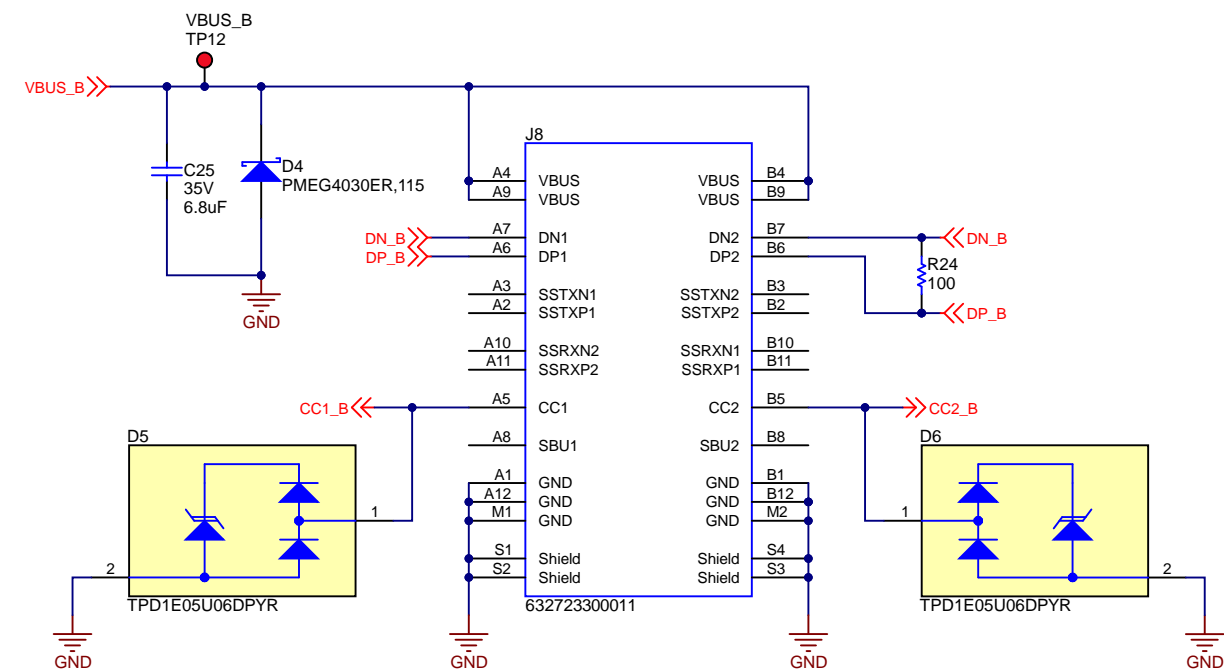 VBUS_B
TP12
VBUS_B
J8
C25
35V
6.8uF
D4
PMEG4030ER,115
A4 VBUS VBUS B4
A9 VBUS VBUS B9
DN_B A7 DN1 DN2 B7 DN_B
DP_B A6 DP1 DP2 B6
R24
100
A3 SSTXN1 SSTXN2 B3
A2 SSTXP1 SSTXP2 B2
DP_B
GND
A10 SSRXN2 SSRXN1 B10
A11 SSRXP2 SSRXP1 B11
CC1_B A5 CC1 CC2 B5 CC2_B
D5
D6
A8 SBU1 SBU2 B8
A1 GND GND B1
A12 GND GND B12
1 M1 GND GND M2 1
S1 Shield Shield S4
2 S2 Shield Shield S3 2
TPD1E05U06DPYR 632723300011 TPD1E05U06DPYR
GND GND GND GND